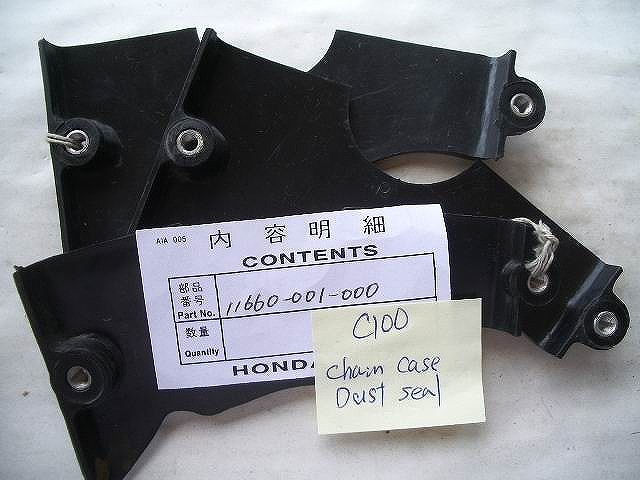 AIA 005
内容明細
CONTENTS
部品
番号
Part No.
11660-001-000
数量
Quantity
HONDA
C100
Chain Case
Dust seal